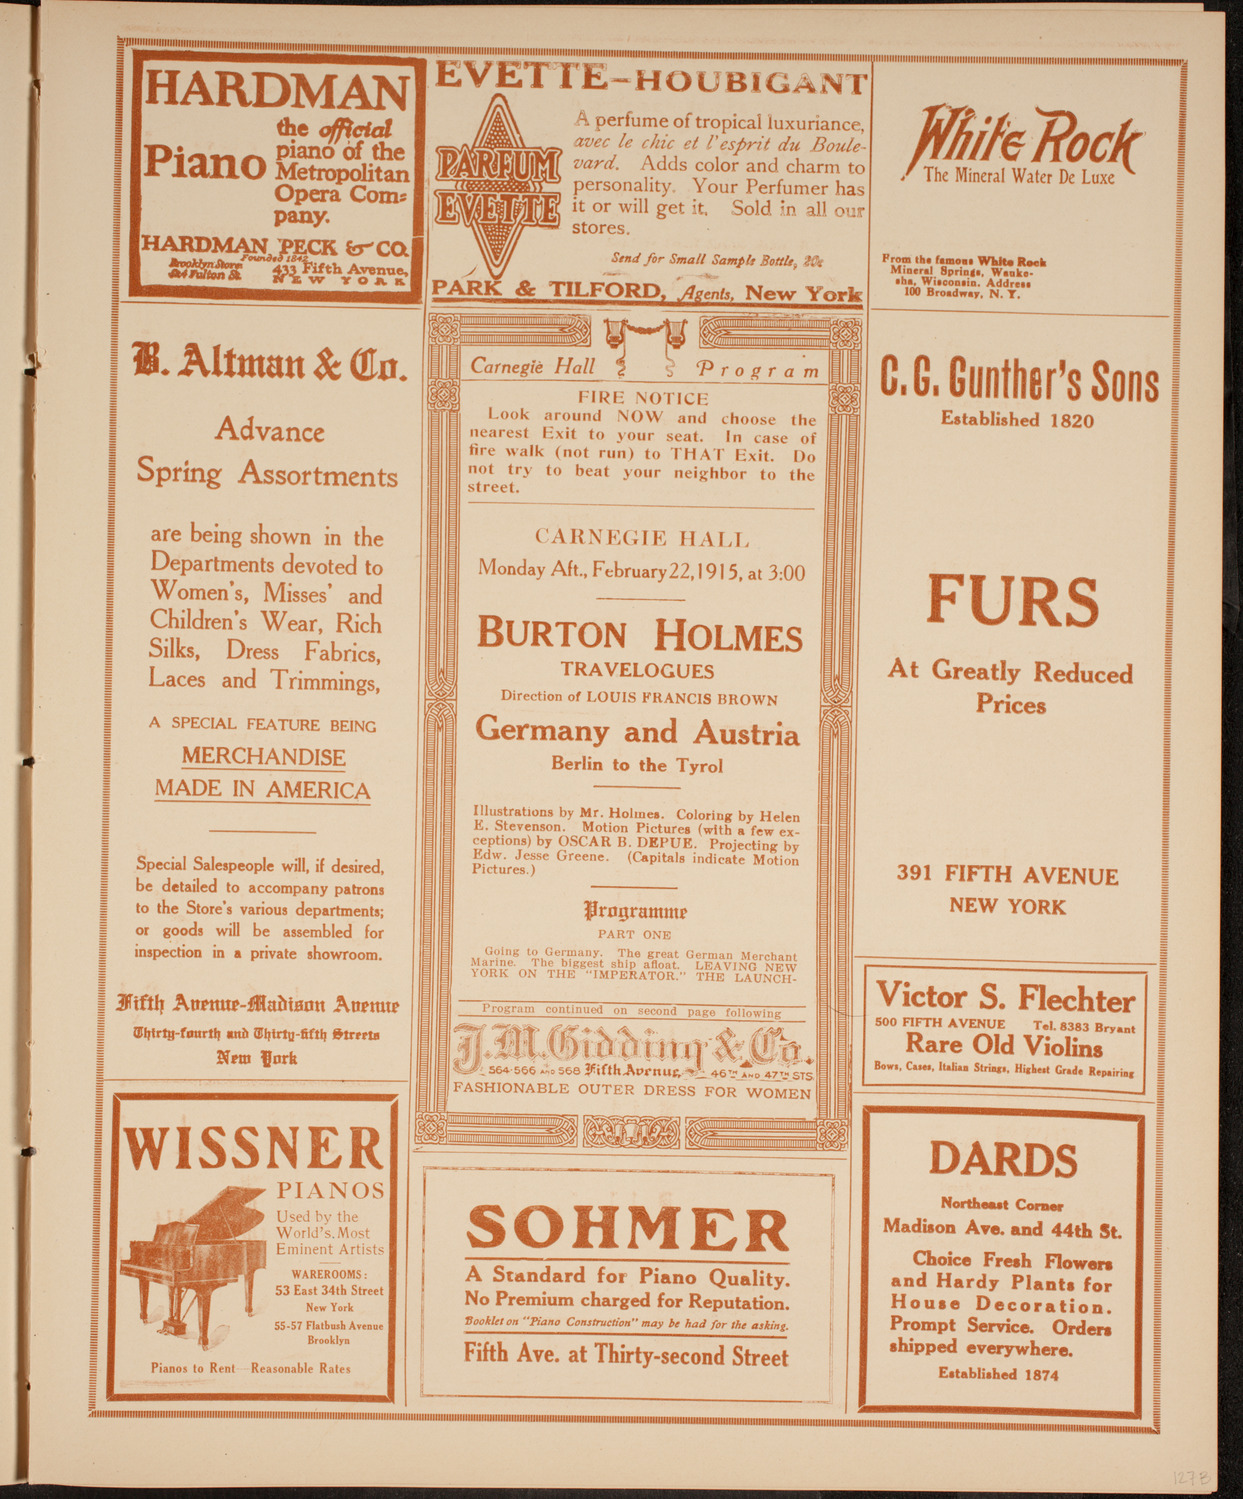 HARDMAN
Piano
the official
piano of the
Metropolitan
Opera Com-
pany.
HARDMAN PECK & CO.
Founded 1842
Brooklyn Store
524 Fulton St.
433 Fifth Avenue,
NEW YORK
EVETTE-HOUBIGANT
PARFUM
EVETTE
A perfume of tropical luxuriance,
avec le chic et l'esprit du Boule-
vard. Adds color and charm to
personality. Your Perfumer has
it or will get it. Sold in all our
stores.
Send for Small Sample Bottle, 20c
PARK & TILFORD, Agents, New York
White Rock
The Mineral Water De Luxe
From the famous White Rock
Mineral Springs, Wauke-
sha, Wisconsin. Address
100 Broadway, N. Y.
B. Altman & Co.
Advance
Spring Assortments
are being shown in the
Departments devoted to
Women's, Misses' and
Children's Wear, Rich
Silks, Dress Fabrics,
Laces and Trimmings,
A SPECIAL FEATURE BEING
MERCHANDISE
MADE IN AMERICA
Special Salespeople will, if desired,
be detailed to accompany patrons
to the Store's various departments;
or goods will be assembled for
inspection in a private showroom.
Fifth Avenue-Madison Avenue
Thirty-fourth and Thirty-fifth Streets
New York
WISSNER
PIANOS
Used by the
World's Most
Eminent Artists
WAREROOMS:
53 East 34th Street
New York
55-57 Flatbush Avenue
Brooklyn
Pianos to Rent Reasonable Rates
Carnegie Hall Program
FIRE NOTICE
Look around NOW and choose the
nearest Exit to your seat. In case of
fire walk (not run) to THAT Exit. Do
not try to beat your neighbor to the
street.
CARNEGIE HALL
Monday Aft., February 22, 1915, at 3:00
BURTON HOLMES
TRAVELOGUES
Direction of LOUIS FRANCIS BROWN
Germany and Austria
Berlin to the Tyrol
Illustrations by Mr. Holmes. Coloring by Helen
E. Stevenson. Motion Pictures (with a few ex-
ceptions) by OSCAR B. DEPUE. Projecting by
Edw. Jesse Greene. (Capitals indicate Motion
Pictures.)
Programme
PART ONE
Going to Germany. The great German Merchant
Marine. The biggest ship afloat. LEAVING NEW
YORK ON THE "IMPERATOR." THE LAUNCH-
Program continued on second page following
J. M. Gidding & Co.
564-566 AND 568 Fifth Avenue, 46TH AND 47TH STS.
FASHIONABLE OUTER DRESS FOR WOMEN
SOHMER
A Standard for Piano Quality.
No Premium charged for Reputation.
Booklet on "Piano Construction" may be had for the asking.
Fifth Ave. at Thirty-second Street
C. G. Gunther's Sons
Established 1820
FURS
At Greatly Reduced
Prices
391 FIFTH AVENUE
NEW YORK
Victor S. Flechter
500 FIFTH AVENUE Tel. 8383 Bryant
Rare Old Violins
Bows, Cases, Italian Strings, Highest Grade Repairing
DARDS
Northeast Corner
Madison Ave. and 44th St.
Choice Fresh Flowers
and Hardy Plants for
House Decoration.
Prompt Service. Orders
shipped everywhere.
Established 1874
127B